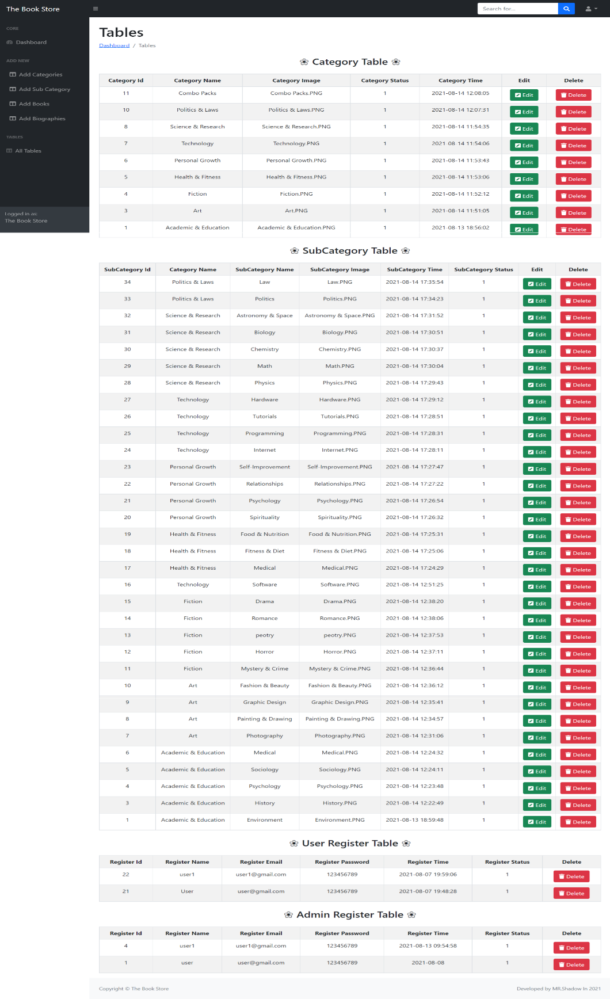 The Book Store
Search for...
CORE
Dashboard
ADD NEW
Add Categories
Add Sub Category
Add Books
Add Biographies
TABLES
All Tables
Logged in as:
The Book Store
Tables
Dashboard / Tables
❀ Category Table ❀
Category Id Category Name Category Image Category Status Category Time Edit Delete
11 Combo Packs Combo Packs.PNG 1 2021-08-14 12:08:05 Edit Delete
10 Politics & Laws Politics & Laws.PNG 1 2021-08-14 12:07:31 Edit Delete
8 Science & Research Science & Research.PNG 1 2021-08-14 11:54:35 Edit Delete
7 Technology Technology.PNG 1 2021-08-14 11:54:06 Edit Delete
6 Personal Growth Personal Growth.PNG 1 2021-08-14 11:53:43 Edit Delete
5 Health & Fitness Health & Fitness.PNG 1 2021-08-14 11:53:06 Edit Delete
4 Fiction Fiction.PNG 1 2021-08-14 11:52:12 Edit Delete
3 Art Art.PNG 1 2021-08-14 11:51:05 Edit Delete
1 Academic & Education Academic & Education.PNG 1 2021-08-13 18:56:02 Edit Delete
❀ SubCategory Table ❀
SubCategory Id Category Name SubCategory Name SubCategory Image SubCategory Time SubCategory Status Edit Delete
34 Politics & Laws Law Law.PNG 2021-08-14 17:35:54 1 Edit Delete
33 Politics & Laws Politics Politics.PNG 2021-08-14 17:34:23 1 Edit Delete
32 Science & Research Astronomy & Space Astronomy & Space.PNG 2021-08-14 17:31:52 1 Edit Delete
31 Science & Research Biology Biology.PNG 2021-08-14 17:30:51 1 Edit Delete
30 Science & Research Chemistry Chemistry.PNG 2021-08-14 17:30:37 1 Edit Delete
29 Science & Research Math Math.PNG 2021-08-14 17:30:04 1 Edit Delete
28 Science & Research Physics Physics.PNG 2021-08-14 17:29:43 1 Edit Delete
27 Technology Hardware Hardware.PNG 2021-08-14 17:29:12 1 Edit Delete
26 Technology Tutorials Tutorials.PNG 2021-08-14 17:28:51 1 Edit Delete
25 Technology Programming Programming.PNG 2021-08-14 17:28:31 1 Edit Delete
24 Technology Internet Internet.PNG 2021-08-14 17:28:11 1 Edit Delete
23 Personal Growth Self-Improvement Self-Improvement.PNG 2021-08-14 17:27:47 1 Edit Delete
22 Personal Growth Relationships Relationships.PNG 2021-08-14 17:27:22 1 Edit Delete
21 Personal Growth Psychology Psychology.PNG 2021-08-14 17:26:54 1 Edit Delete
20 Personal Growth Spirituality Spirituality.PNG 2021-08-14 17:26:32 1 Edit Delete
19 Health & Fitness Food & Nutrition Food & Nutrition.PNG 2021-08-14 17:25:31 1 Edit Delete
18 Health & Fitness Fitness & Diet Fitness & Diet.PNG 2021-08-14 17:25:06 1 Edit Delete
17 Health & Fitness Medical Medical.PNG 2021-08-14 17:24:29 1 Edit Delete
16 Technology Software Software.PNG 2021-08-14 12:51:25 1 Edit Delete
15 Fiction Drama Drama.PNG 2021-08-14 12:38:20 1 Edit Delete
14 Fiction Romance Romance.PNG 2021-08-14 12:38:06 1 Edit Delete
13 Fiction peotry peotry.PNG 2021-08-14 12:37:53 1 Edit Delete
12 Fiction Horror Horror.PNG 2021-08-14 12:37:11 1 Edit Delete
11 Fiction Mystery & Crime Mystery & Crime.PNG 2021-08-14 12:36:44 1 Edit Delete
10 Art Fashion & Beauty Fashion & Beauty.PNG 2021-08-14 12:36:12 1 Edit Delete
9 Art Graphic Design Graphic Design.PNG 2021-08-14 12:35:41 1 Edit Delete
8 Art Painting & Drawing Painting & Drawing.PNG 2021-08-14 12:34:57 1 Edit Delete
7 Art Photography Photography.PNG 2021-08-14 12:31:06 1 Edit Delete
6 Academic & Education Medical Medical.PNG 2021-08-14 12:24:32 1 Edit Delete
5 Academic & Education Sociology Sociology.PNG 2021-08-14 12:24:11 1 Edit Delete
4 Academic & Education Psychology Psychology.PNG 2021-08-14 12:23:48 1 Edit Delete
3 Academic & Education History History.PNG 2021-08-14 12:22:49 1 Edit Delete
1 Academic & Education Environment Environment.PNG 2021-08-13 18:59:48 1 Edit Delete
❀ User Register Table ❀
Register Id Register Name Register Email Register Password Register Time Register Status Delete
22 user1 user1@gmail.com 123456789 2021-08-07 19:59:06 1 Delete
21 User user@gmail.com 123456789 2021-08-07 19:48:28 1 Delete
❀ Admin Register Table ❀
Register Id Register Name Register Email Register Password Register Time Register Status Delete
4 user1 user1@gmail.com 123456789 2021-08-13 09:54:58 1 Delete
1 user user@gmail.com 123456789 2021-08-08 1 Delete
Copyright © The Book Store
Developed by MR.Shadow In 2021